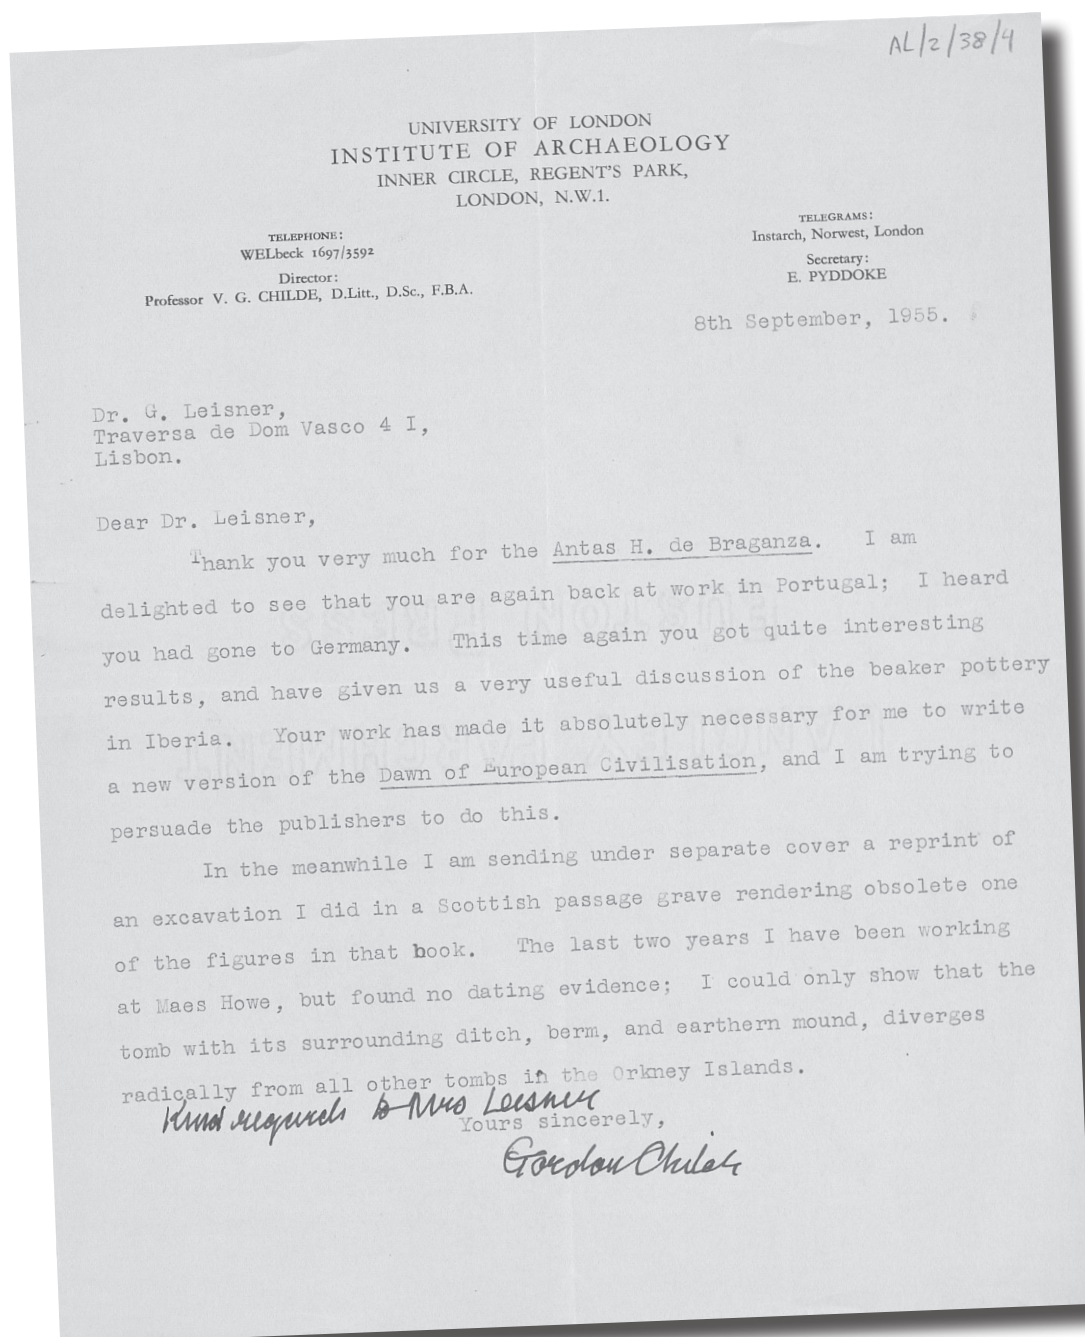 AL/2/38/4
UNIVERSITY OF LONDON
INSTITUTE OF ARCHAEOLOGY
INNER CIRCLE, REGENT'S PARK,
LONDON, N.W.1.
TELEPHONE:
WELbeck 1697/3592
Director:
Professor V. G. CHILDE, D.Litt., D.Sc., F.B.A.
TELEGRAMS:
Instarch, Norwest, London
Secretary:
E. PYDDOKE
8th September, 1955.
Dr. G. Leisner,
Traversa de Dom Vasco 4 I,
Lisbon.
Dear Dr. Leisner,
Thank you very much for the Antas H. de Braganza. I am
delighted to see that you are again back at work in Portugal; I heard
you had gone to Germany. This time again you got quite interesting
results, and have given us a very useful discussion of the beaker pottery
in Iberia. Your work has made it absolutely necessary for me to write
a new version of the Dawn of European Civilisation, and I am trying to
persuade the publishers to do this.
In the meanwhile I am sending under separate cover a reprint of
an excavation I did in a Scottish passage grave rendering obsolete one
of the figures in that book. The last two years I have been working
at Maes Howe, but found no dating evidence; I could only show that the
tomb with its surrounding ditch, berm, and earthern mound, diverges
radically from all other tombs in the Orkney Islands.
Kind regards to Mrs Leisner
Yours sincerely,
Gordon Childe